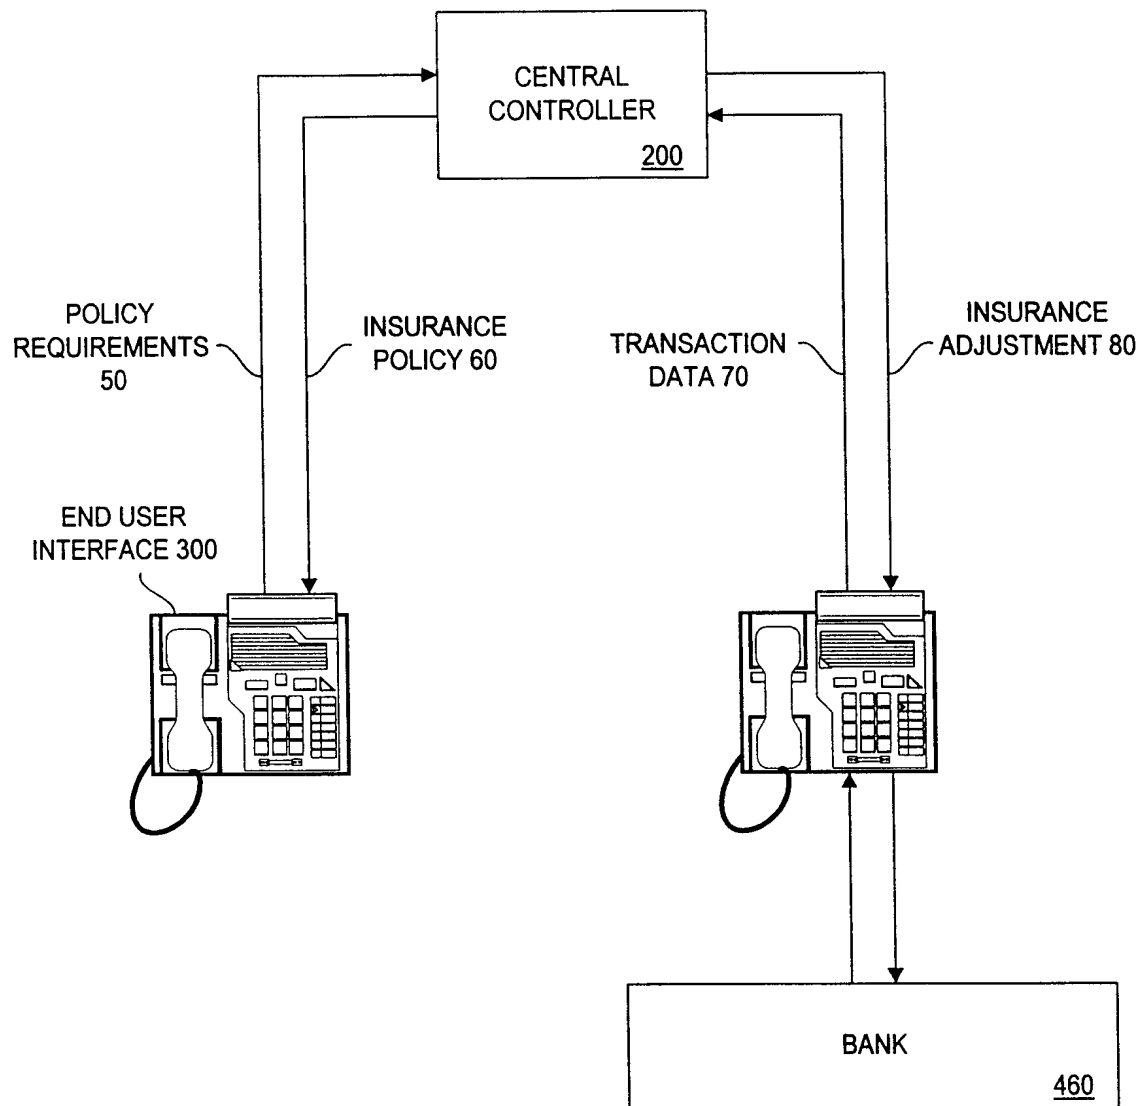 CENTRAL
CONTROLLER
200
POLICY
REQUIREMENTS
50
INSURANCE
POLICY 60
TRANSACTION
DATA 70
INSURANCE
ADJUSTMENT 80
END USER
INTERFACE 300
BANK
460